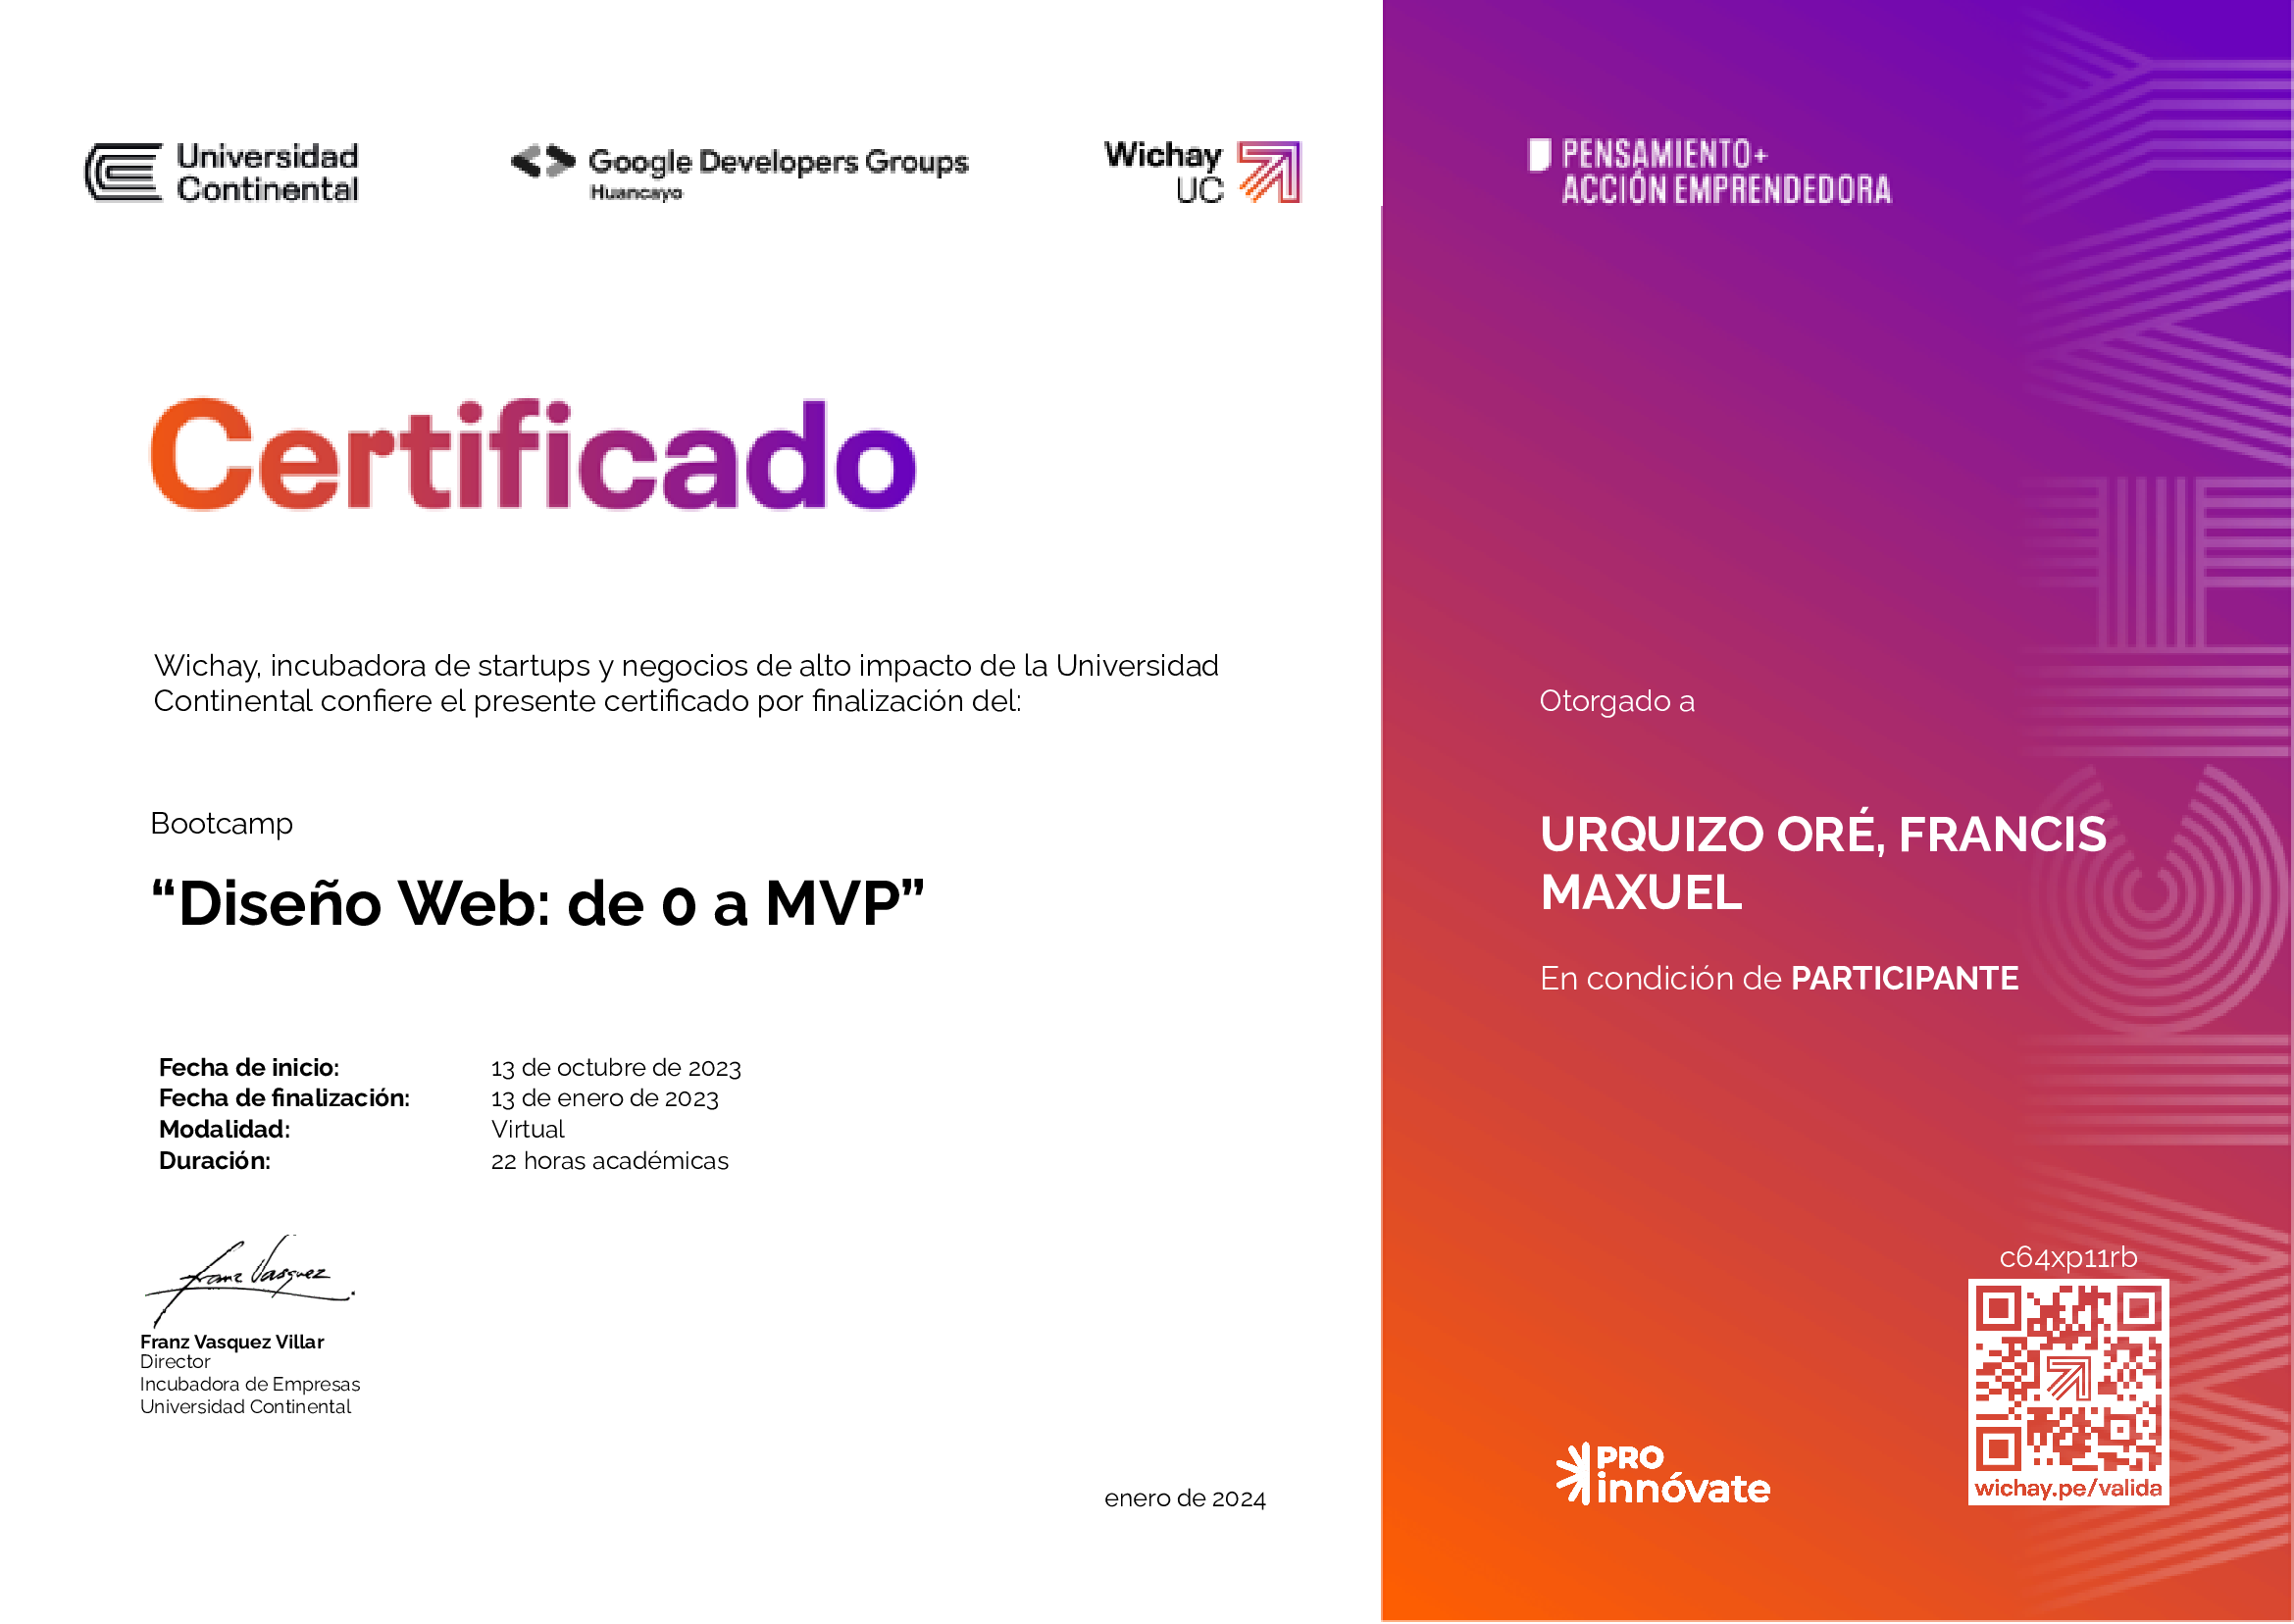 Universidad
Continental
Google Developers Groups
Huancayo
Wichay
UC
Certificado
Wichay, incubadora de startups y negocios de alto impacto de la Universidad
Continental confiere el presente certificado por finalización del:
Bootcamp
“Diseño Web: de 0 a MVP”
Fecha de inicio: 13 de octubre de 2023
Fecha de finalización: 13 de enero de 2023
Modalidad: Virtual
Duración: 22 horas académicas
Franz Vasquez
Franz Vasquez Villar
Director
Incubadora de Empresas
Universidad Continental
enero de 2024
PENSAMIENTO+
ACCIÓN EMPRENDEDORA
Otorgado a
URQUIZO ORÉ, FRANCIS
MAXUEL
En condición de PARTICIPANTE
c64xp11rb
wichay.pe/valida
PRO
innóvate